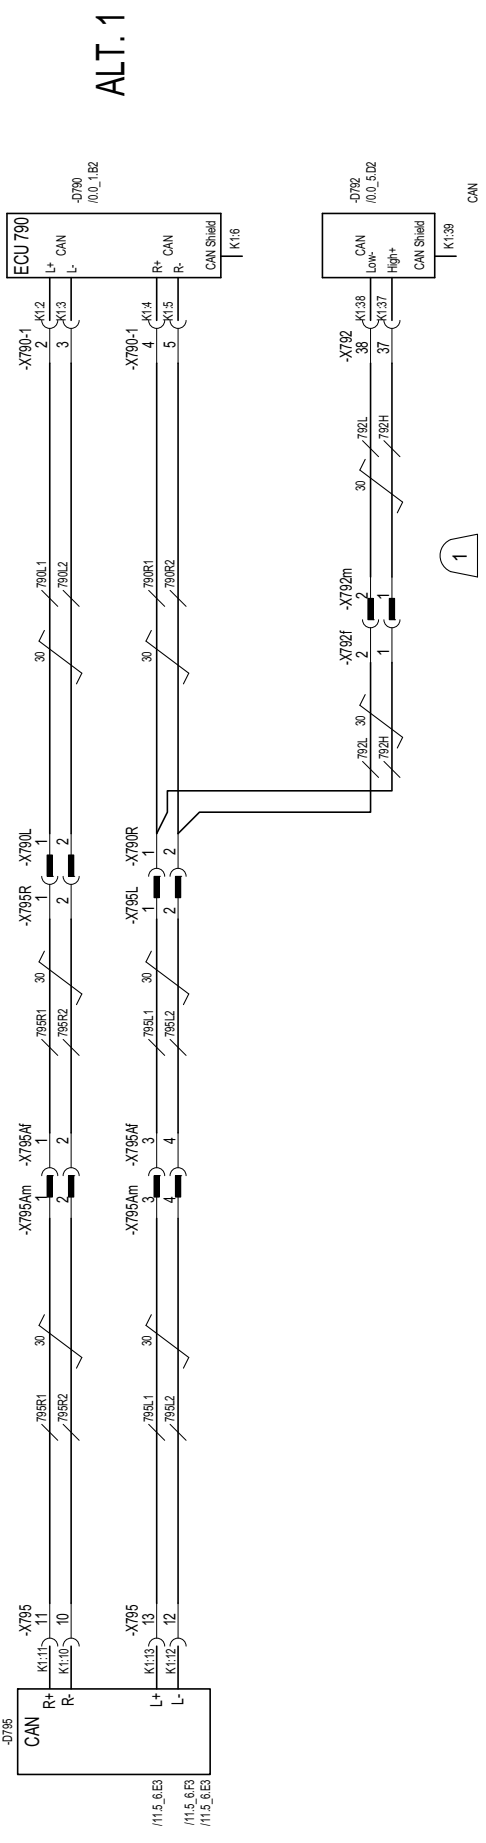 ALT. 1
-D790
/0.0_1.B2
ECU 790
L+
CAN
L-
R+
CAN
R-
CAN Shield
K1:6
K1:2
K1:3
K1:4
K1:5
-X790-1
2
3
-X790-1
4
5
790L1
790L2
30
790R1
790R2
30
-D792
/0.0_5.D2
CAN
Low-
High+
CAN Shield
K1:39
CAN
K1:38
K1:37
-X792
38
37
792L
792H
30
-X792m
2
1
-X792f
2
1
30
792L
792H
1
-X790L
1
2
-X795R
1
2
-X790R
1
2
-X795L
1
2
30
795R1
795R2
30
795L1
795L2
-X795Af
1
2
-X795Am
1
2
-X795Af
3
4
-X795Am
3
4
30
795R1
795R2
30
795L1
795L2
-X795
11
10
-X795
13
12
K1:11
K1:10
K1:13
K1:12
-D795
CAN
R+
R-
L+
L-
/11.5_6.E3
/11.5_6.F3
/11.5_6.E3